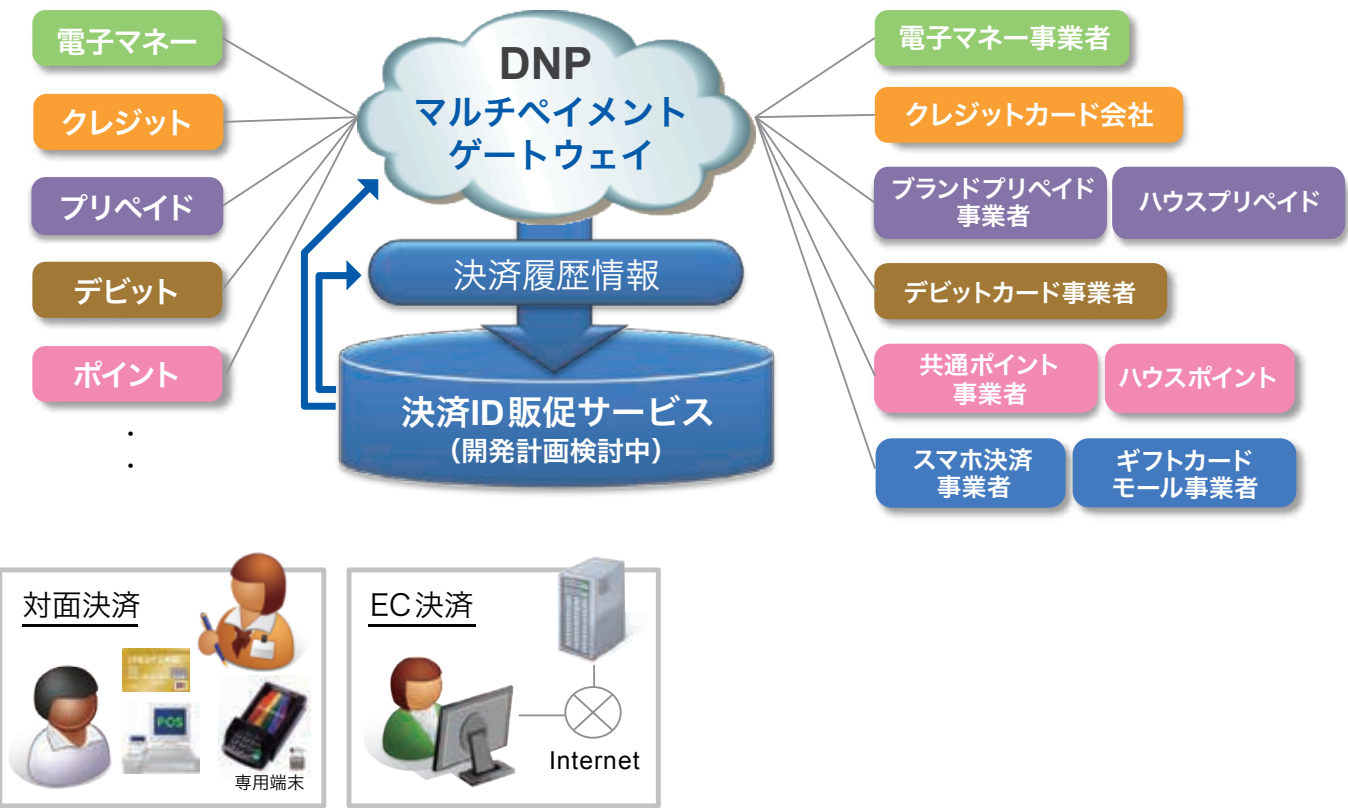 電子マネー
クレジット
プリペイド
デビット
ポイント
・
・
DNP
マルチペイメント
ゲートウェイ
決済履歴情報
決済ID販促サービス
（開発計画検討中）
電子マネー事業者
クレジットカード会社
ブランドプリペイド
事業者
ハウスプリペイド
デビットカード事業者
共通ポイント
事業者
ハウスポイント
スマホ決済
事業者
ギフトカード
モール事業者
対面決済
POS
専用端末
EC決済
Internet